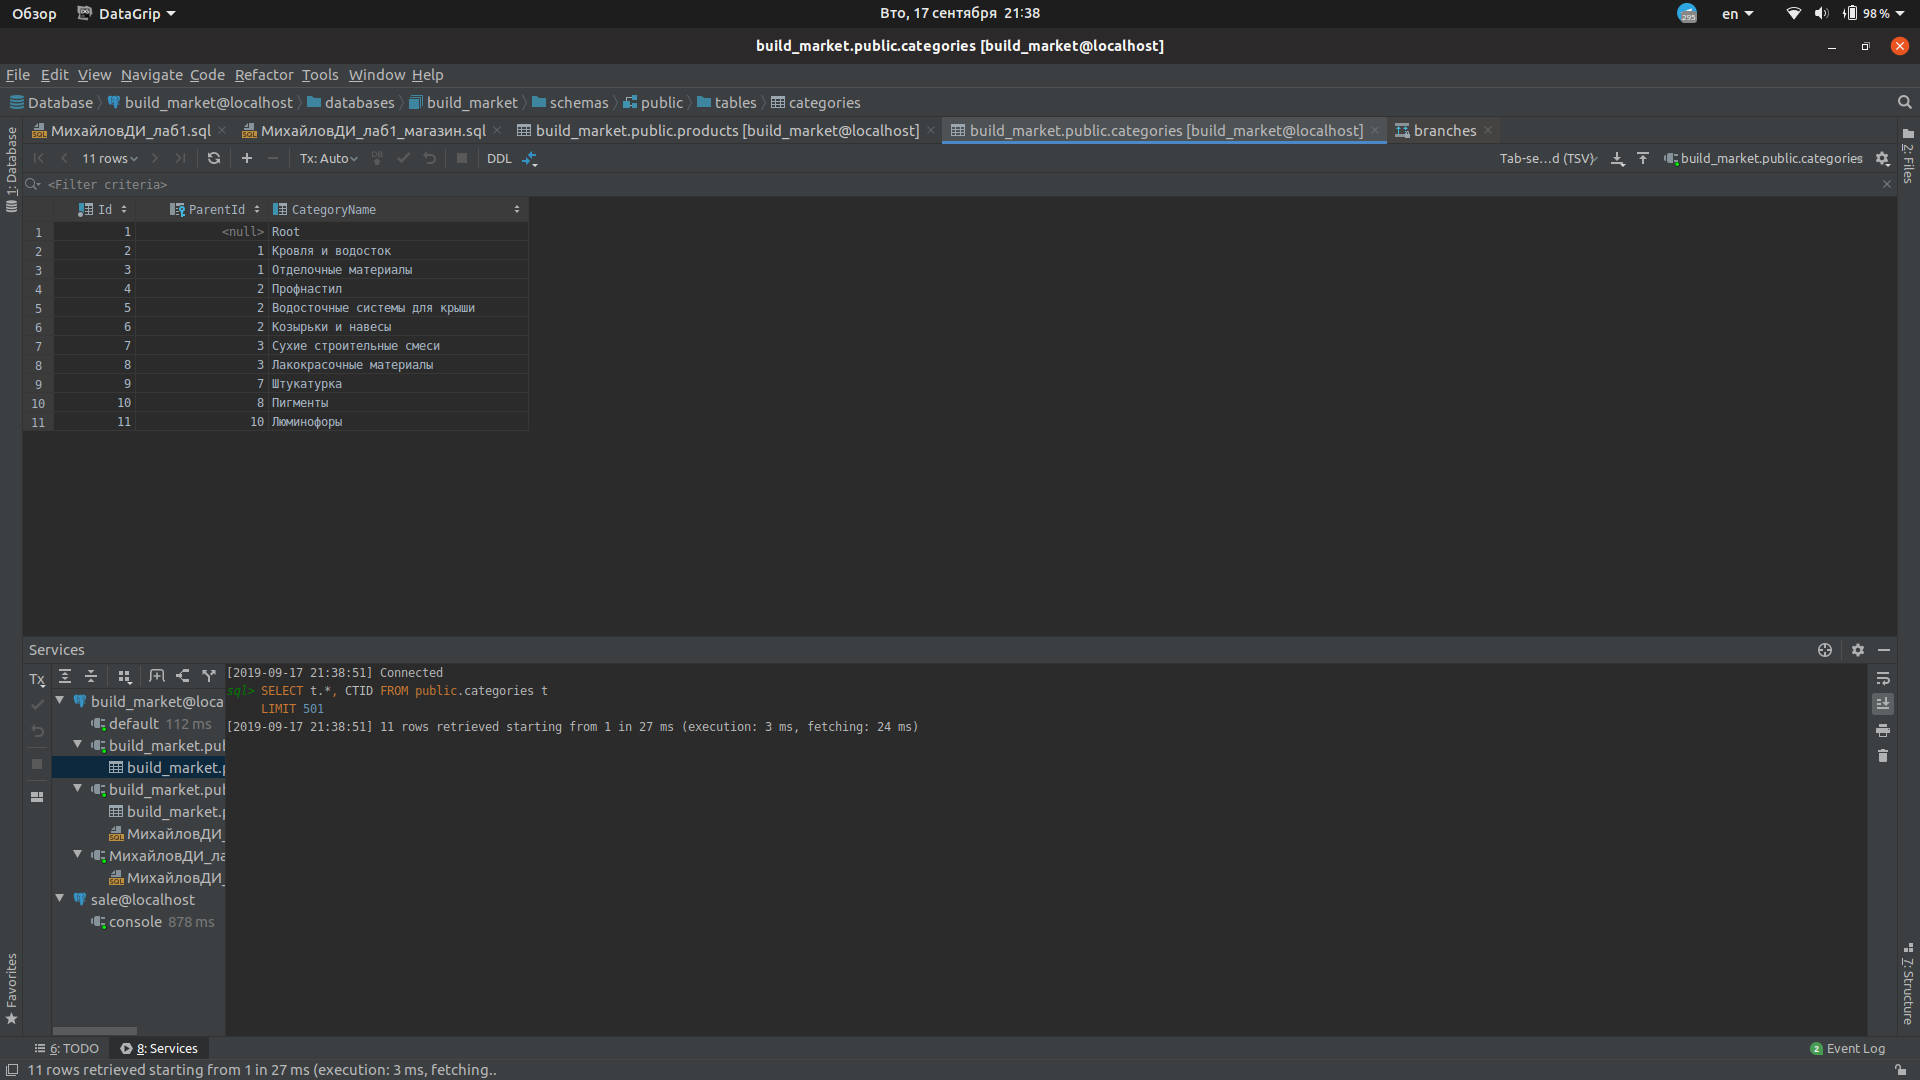 Обзор DataGrip Вто, 17 сентября 21:38 295 en 98 %
build_market.public.categories [build_market@localhost]
File Edit View Navigate Code Refactor Tools Window Help
Database build_market@localhost databases build_market schemas public tables categories
МихайловДИ_лаб1.sql МихайловДИ_лаб1_магазин.sql build_market.public.products [build_market@localhost] build_market.public.categories [build_market@localhost] branches
11 rows Tx: Auto DB DDL Tab-se...d (TSV) build_market.public.categories
<Filter criteria>
Id ParentId CategoryName
1 1 <null> Root
2 2 1 Кровля и водосток
3 3 1 Отделочные материалы
4 4 2 Профнастил
5 5 2 Водосточные системы для крыши
6 6 2 Козырьки и навесы
7 7 3 Сухие строительные смеси
8 8 3 Лакокрасочные материалы
9 9 7 Штукатурка
10 10 8 Пигменты
11 11 10 Люминофоры
1: Database
Favorites
2: Files
7: Structure
Services
Tx
build_market@loca
default 112 ms
build_market.pul
build_market.p
build_market.pul
build_market.p
МихайловДИ_
МихайловДИ_ла
МихайловДИ_
sale@localhost
console 878 ms
[2019-09-17 21:38:51] Connected
sql> SELECT t.*, CTID FROM public.categories t
LIMIT 501
[2019-09-17 21:38:51] 11 rows retrieved starting from 1 in 27 ms (execution: 3 ms, fetching: 24 ms)
6: TODO 8: Services 2 Event Log
11 rows retrieved starting from 1 in 27 ms (execution: 3 ms, fetching..